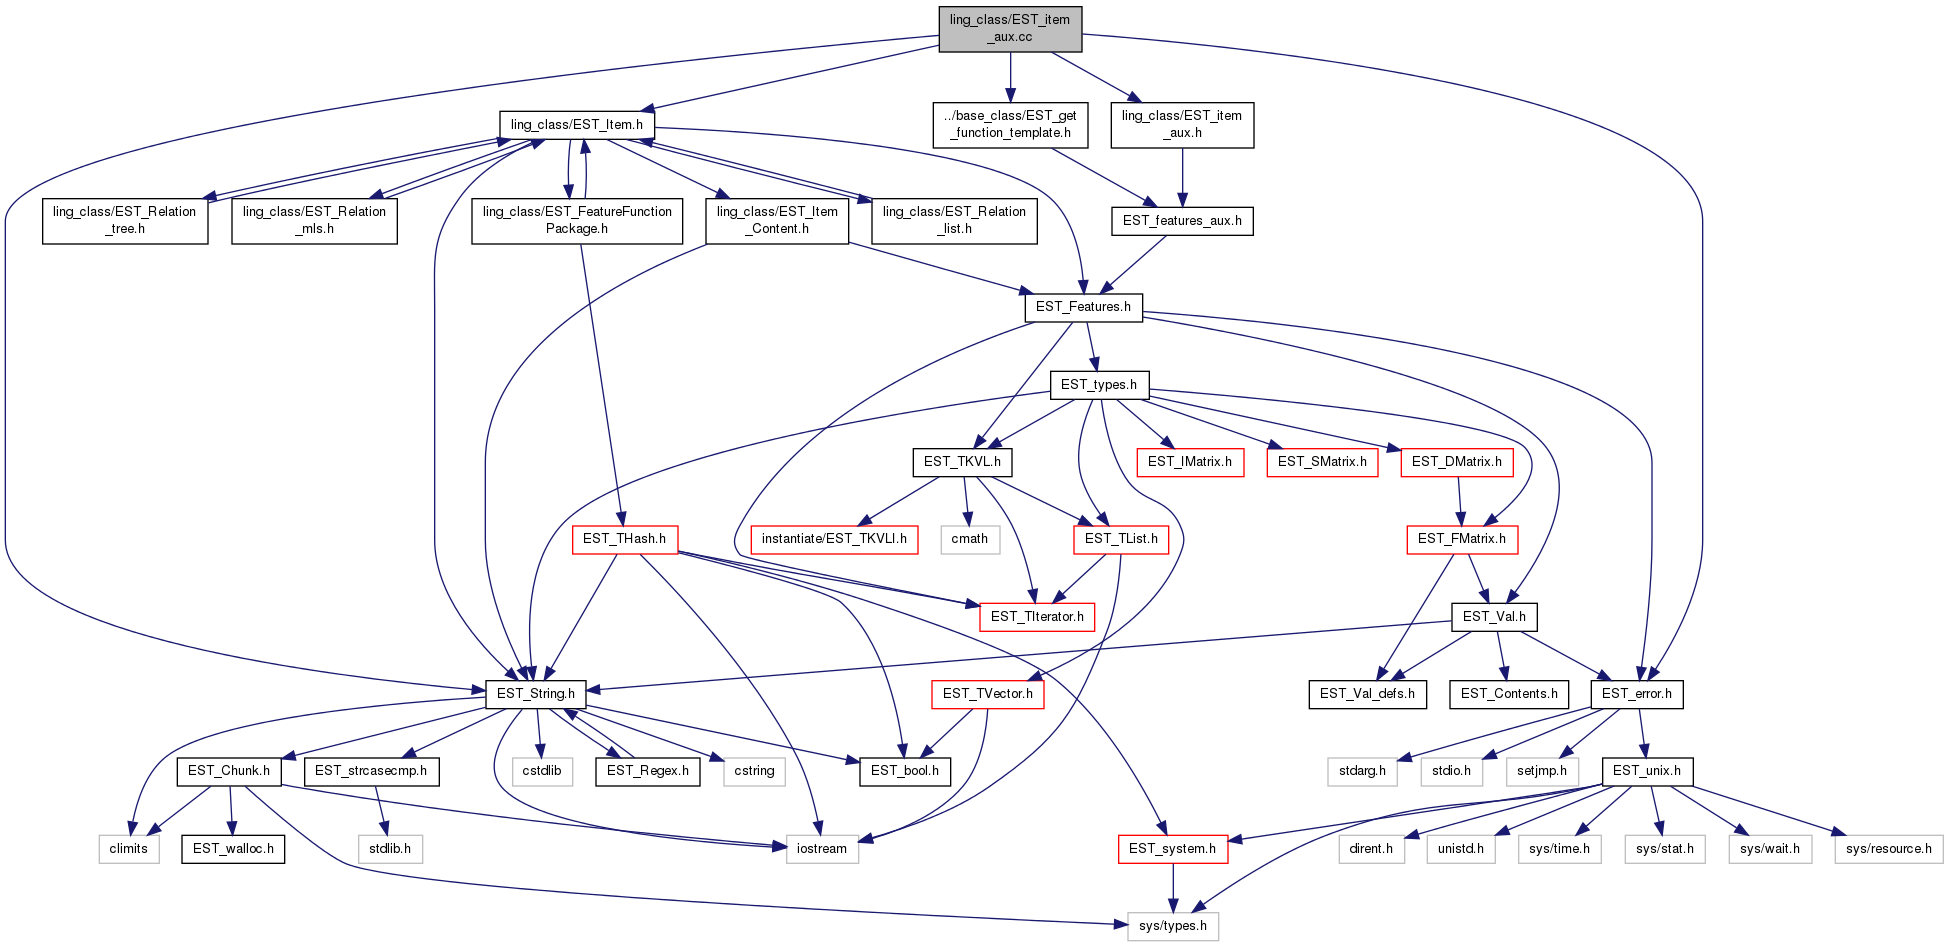 ling_class/EST_item
_aux.cc
ling_class/EST_Item.h
../base_class/EST_get
_function_template.h
ling_class/EST_item
_aux.h
ling_class/EST_Relation
_tree.h
ling_class/EST_Relation
_mls.h
ling_class/EST_FeatureFunction
Package.h
ling_class/EST_Item
_Content.h
ling_class/EST_Relation
_list.h
EST_features_aux.h
EST_Features.h
EST_types.h
EST_TKVL.h
EST_IMatrix.h
EST_SMatrix.h
EST_DMatrix.h
EST_THash.h
instantiate/EST_TKVLI.h
cmath
EST_TList.h
EST_FMatrix.h
EST_TIterator.h
EST_Val.h
EST_String.h
EST_TVector.h
EST_Val_defs.h
EST_Contents.h
EST_error.h
EST_Chunk.h
EST_strcasecmp.h
cstdlib
EST_Regex.h
cstring
EST_bool.h
stdarg.h
stdio.h
setjmp.h
EST_unix.h
climits
EST_walloc.h
stdlib.h
iostream
EST_system.h
dirent.h
unistd.h
sys/time.h
sys/stat.h
sys/wait.h
sys/resource.h
sys/types.h